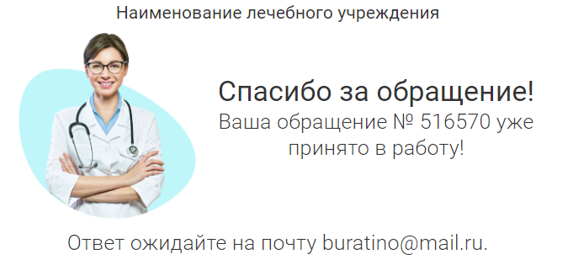 Наименование лечебного учреждения
Спасибо за обращение!
Ваша обращение № 516570 уже
принято в работу!
Ответ ожидайте на почту buratino@mail.ru.